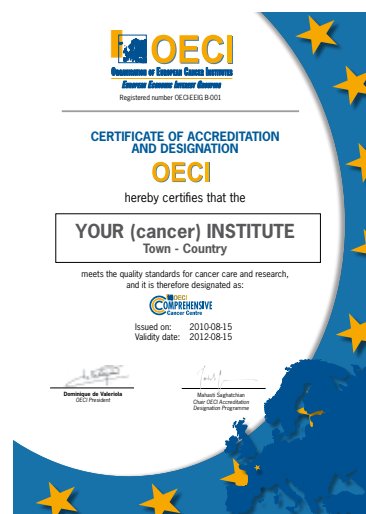 OECI
Organisation of European Cancer Institutes
European Economic Interest Grouping
Registered number OECI-EEIG B-001
CERTIFICATE OF ACCREDITATION
AND DESIGNATION
OECI
hereby certifies that the
YOUR (cancer) INSTITUTE
Town - Country
meets the quality standards for cancer care and research,
and it is therefore designated as:
OECI
COMPREHENSIVE
Cancer Centre
Issued on: 2010-08-15
Validity date: 2012-08-15
Dominique de Valeriola
OECI President
Mahasti Saghatchian
Chair OECI Accreditation
Designation Programme